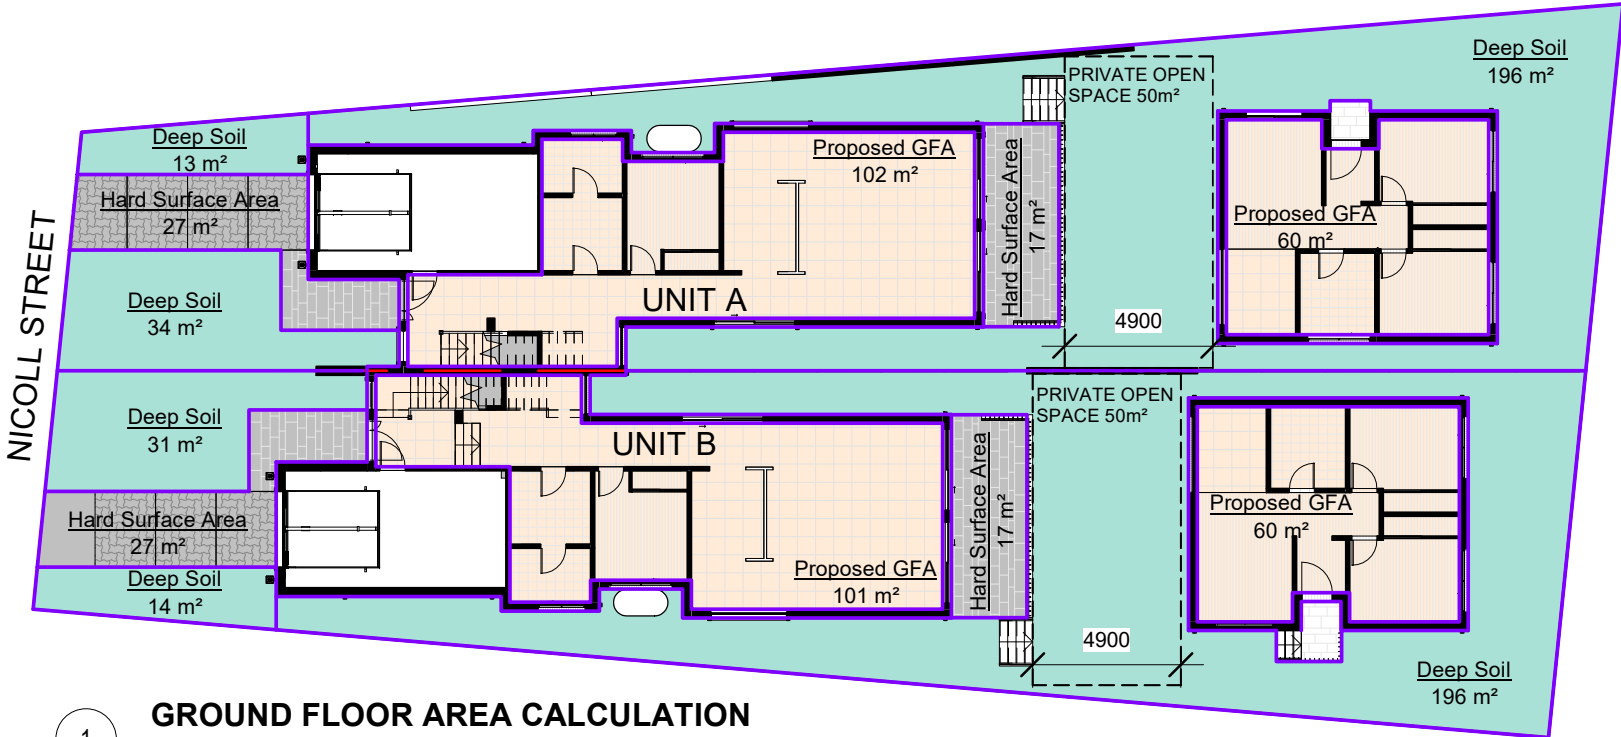 Deep Soil
196 m²
PRIVATE OPEN
SPACE 50m²
Deep Soil
13 m²
Proposed GFA
102 m²
Hard Surface Area
27 m²
Hard Surface Area
17 m²
Proposed GFA
60 m²
NICOLL STREET
Deep Soil
34 m²
UNIT A
4900
PRIVATE OPEN
SPACE 50m²
Deep Soil
31 m²
UNIT B
Hard Surface Area
17 m²
Proposed GFA
60 m²
Hard Surface Area
27 m²
Proposed GFA
101 m²
Deep Soil
14 m²
4900
Deep Soil
196 m²
GROUND FLOOR AREA CALCULATION
1